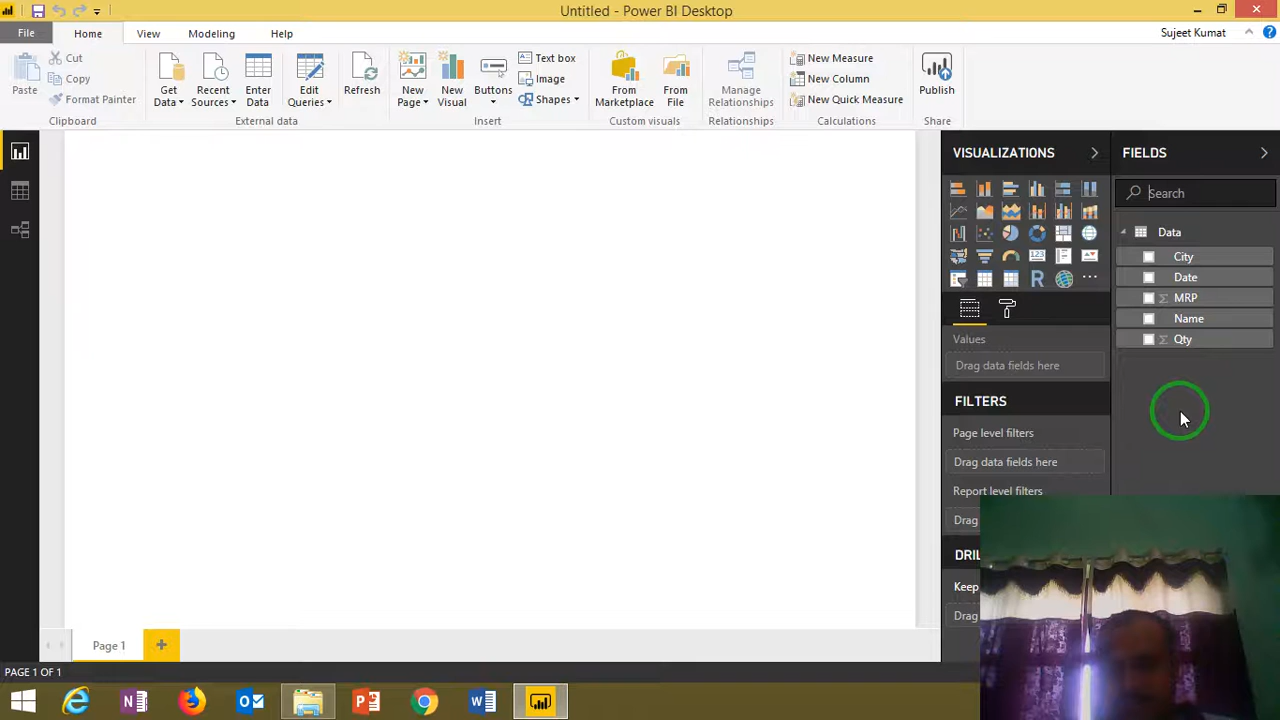 Untitled - Power BI Desktop
File
Home
View
Modeling
Help
Sujeet Kumat
Paste
Cut
Copy
Format Painter
Clipboard
Get Data
Recent Sources
Enter Data
Edit Queries
Refresh
External data
New Page
New Visual
Buttons
Text box
Image
Shapes
Insert
From Marketplace
From File
Custom visuals
Manage Relationships
Relationships
New Measure
New Column
New Quick Measure
Calculations
Publish
Share
VISUALIZATIONS
123
R
Values
Drag data fields here
FILTERS
Page level filters
Drag data fields here
Report level filters
Drag
DRIL
Keep
Drag
FIELDS
Search
Data
City
Date
MRP
Name
Qty
Page 1
PAGE 1 OF 1